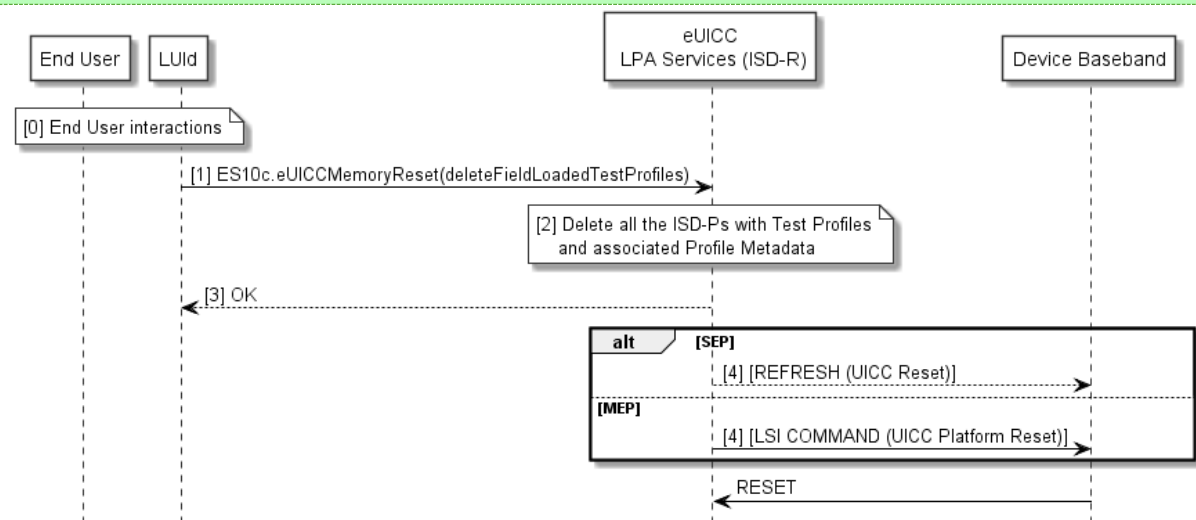 End User
LUId
eUICC
LPA Services (ISD-R)
Device Baseband
[0] End User interactions
[1] ES10c.eUICCMemoryReset(deleteFieldLoadedTestProfiles)
[2] Delete all the ISD-Ps with Test Profiles
and associated Profile Metadata
[3] OK
alt [SEP]
[4] [REFRESH (UICC Reset)]
[MEP]
[4] [LSI COMMAND (UICC Platform Reset)]
RESET